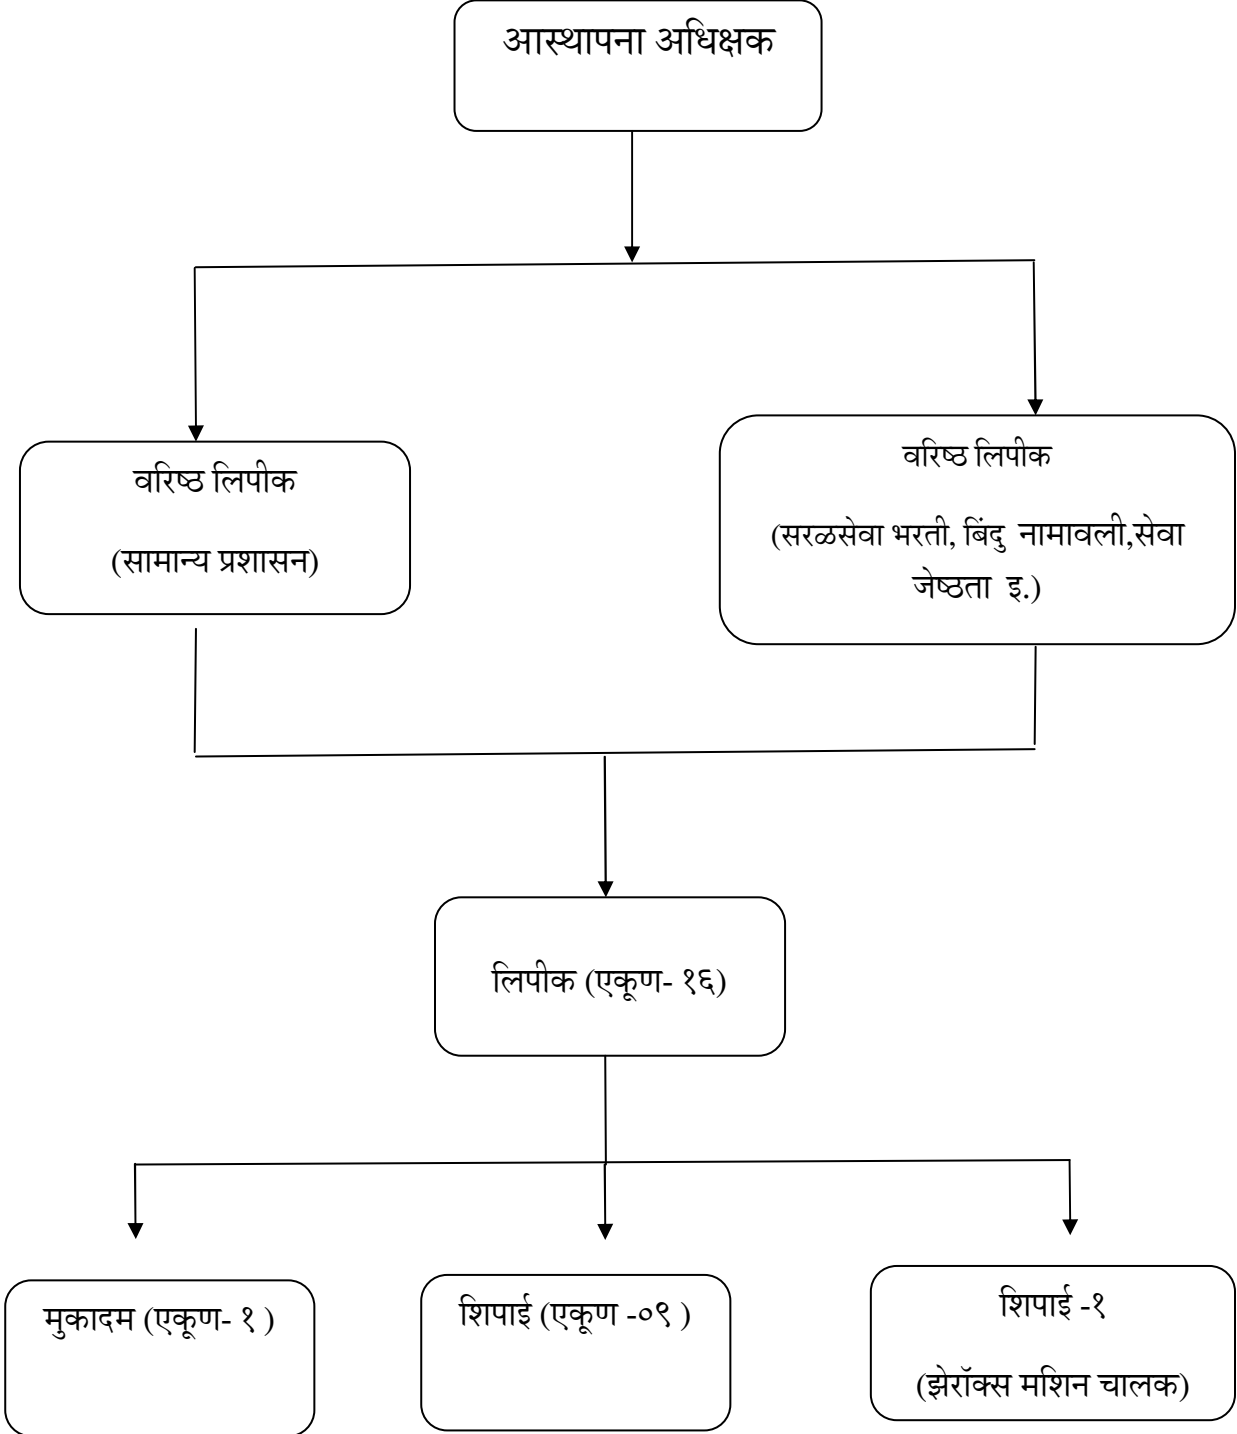 आस्थापना अधिक्षक
वरिष्ठ लिपीक
(सामान्य प्रशासन)
वरिष्ठ लिपीक
(सरळसेवा भरती, बिंदु नामावली,सेवा
जेष्ठता इ.)
लिपीक (एकूण- १६)
मुकादम (एकूण- १ )
शिपाई (एकूण -०९ )
शिपाई -१
(झेरॉक्स मशिन चालक)